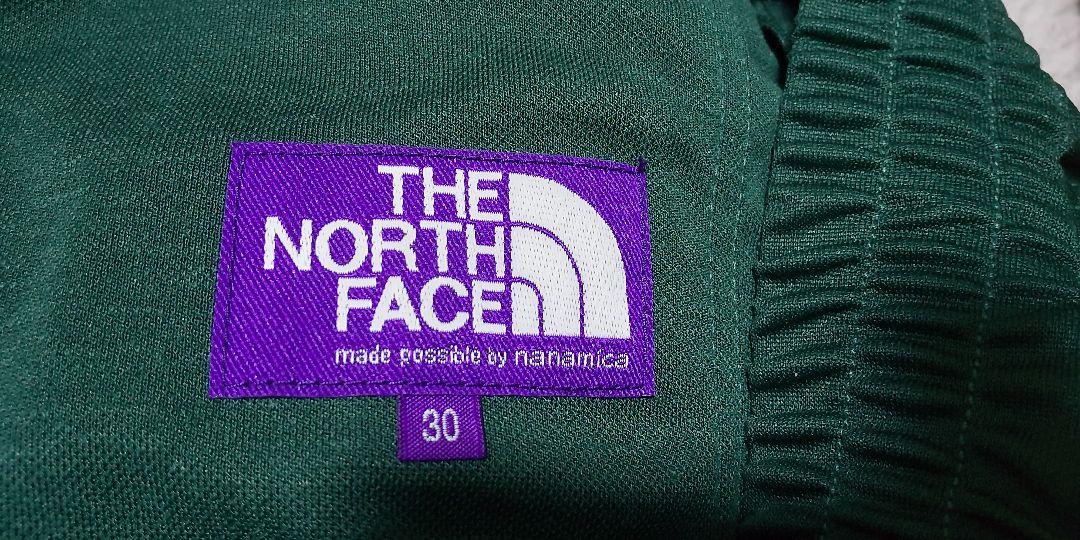 THE
NORTH
FACE
made possible by nanamica
30